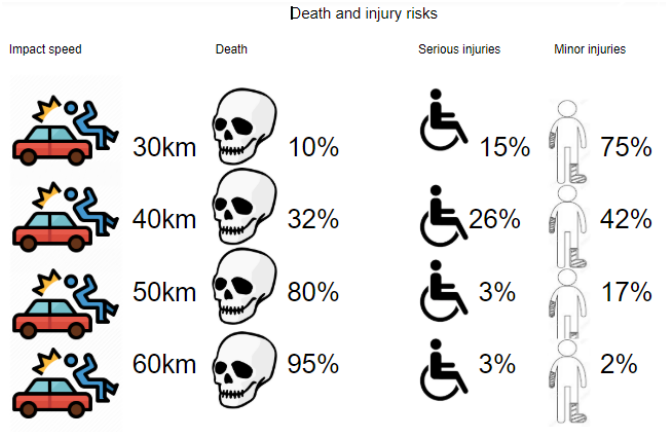 Death and injury risks
Impact speed Death Serious injuries Minor injuries
30km 10% 15% 75%
40km 32% 26% 42%
50km 80% 3% 17%
60km 95% 3% 2%